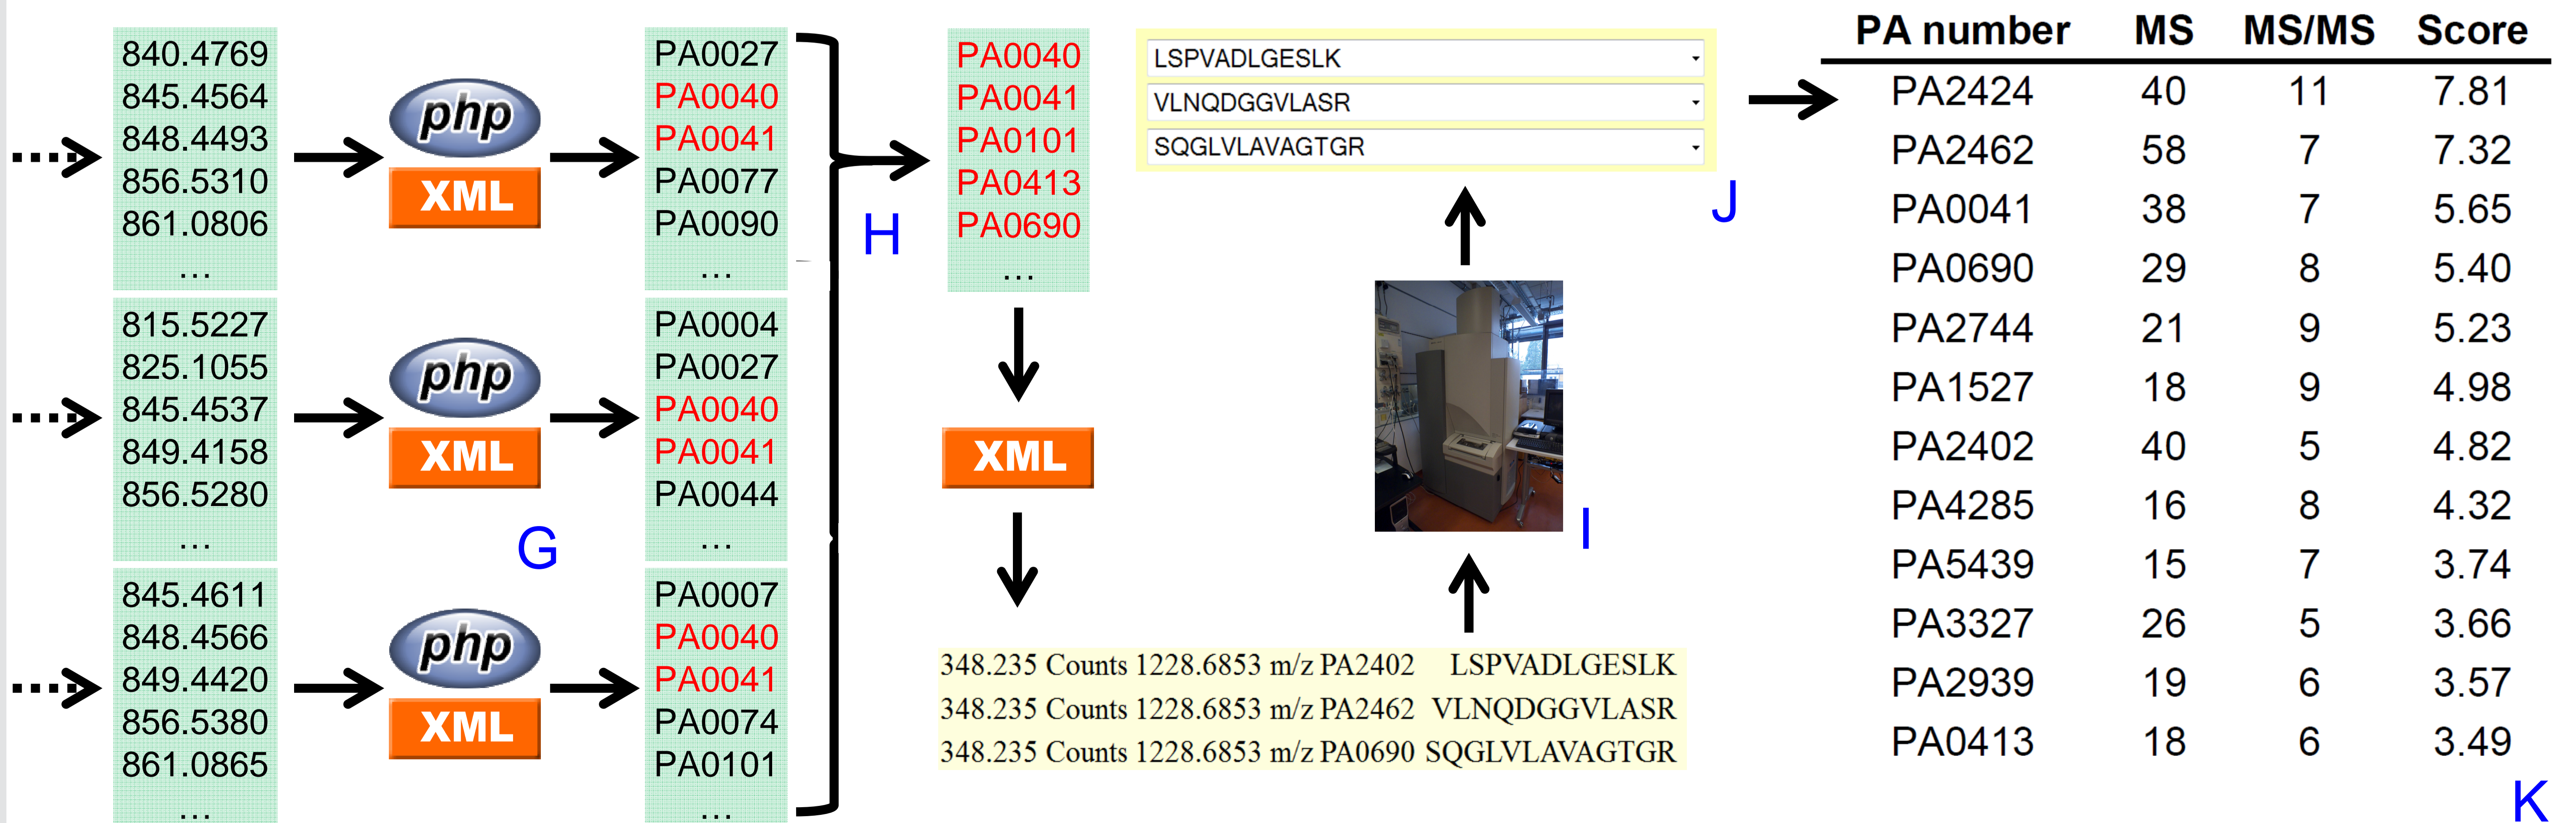 840.4769
845.4564
848.4493
856.5310
861.0806
...
php
XML
PA0027
PA0040
PA0041
PA0077
PA0090
...
815.5227
825.1055
845.4537
849.4158
856.5280
...
php
XML
G
PA0004
PA0027
PA0040
PA0041
PA0044
...
845.4611
848.4566
849.4420
856.5380
861.0865
...
php
XML
PA0007
PA0040
PA0041
PA0074
PA0101
...
H
PA0040
PA0041
PA0101
PA0413
PA0690
...
XML
348.235 Counts 1228.6853 m/z PA2402 LSPVADLGESLK
348.235 Counts 1228.6853 m/z PA2462 VLNQDGGVLASR
348.235 Counts 1228.6853 m/z PA0690 SQGLVLAVAGTGR
I
LSPVADLGESLK
VLNQDGGVLASR
SQGLVLAVAGTGR
J
PA number MS MS/MS Score
PA2424 40 11 7.81
PA2462 58 7 7.32
PA0041 38 7 5.65
PA0690 29 8 5.40
PA2744 21 9 5.23
PA1527 18 9 4.98
PA2402 40 5 4.82
PA4285 16 8 4.32
PA5439 15 7 3.74
PA3327 26 5 3.66
PA2939 19 6 3.57
PA0413 18 6 3.49
K